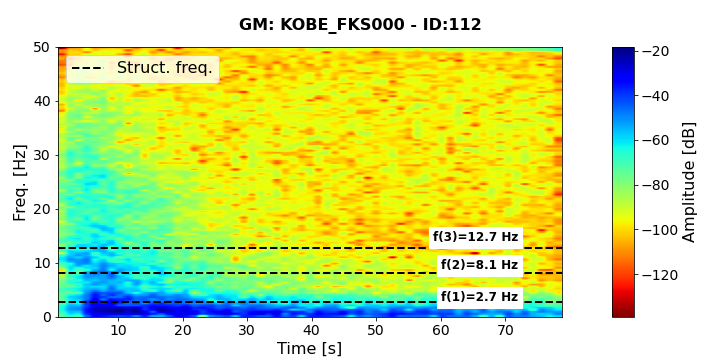 GM: KOBE_FKS000 - ID:112
Struct. freq.
Freq. [Hz]
50
40
30
20
10
0
f(3)=12.7 Hz
f(2)=8.1 Hz
f(1)=2.7 Hz
10 20 30 40 50 60 70
Time [s]
−20
−40
−60
−80
−100
−120
Amplitude [dB]